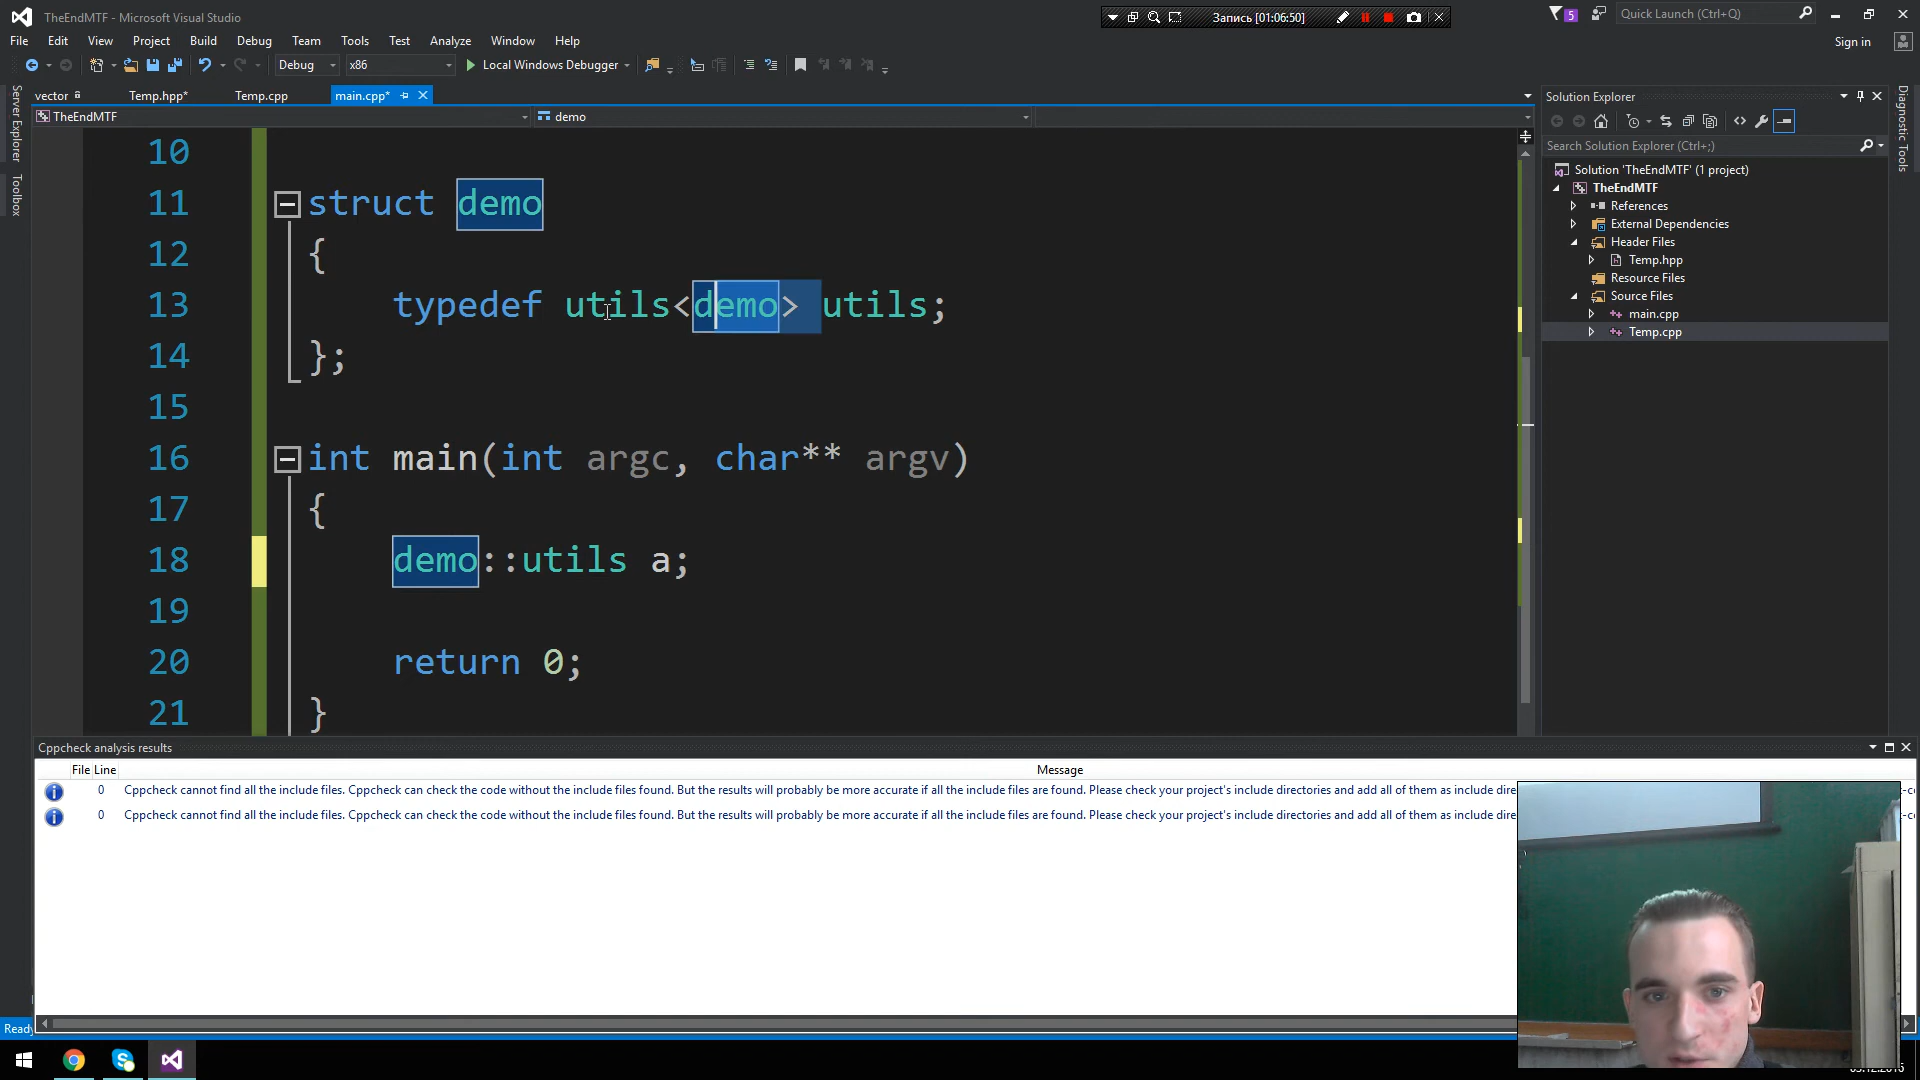 TheEndMTF - Microsoft Visual Studio
Запись [01:06:50]
5
Quick Launch (Ctrl+Q)
File Edit View Project Build Debug Team Tools Test Analyze Window Help
Sign in
Debug x86 Local Windows Debugger
Server Explorer
Toolbox
vector Temp.hpp* Temp.cpp main.cpp*
TheEndMTF demo
10
11 struct demo
12 {
13 typedef utils<demo> utils;
14 };
15
16 int main(int argc, char** argv)
17 {
18 demo::utils a;
19
20 return 0;
21 }
Solution Explorer
Search Solution Explorer (Ctrl+;)
Solution 'TheEndMTF' (1 project)
TheEndMTF
References
External Dependencies
Header Files
Temp.hpp
Resource Files
Source Files
main.cpp
Temp.cpp
Diagnostic Tools
Cppcheck analysis results
File Line Message
0 Cppcheck cannot find all the include files. Cppcheck can check the code without the include files found. But the results will probably be more accurate if all the include files are found. Please check your project's include directories and add all of them as include dire
0 Cppcheck cannot find all the include files. Cppcheck can check the code without the include files found. But the results will probably be more accurate if all the include files are found. Please check your project's include directories and add all of them as include dire
Ready